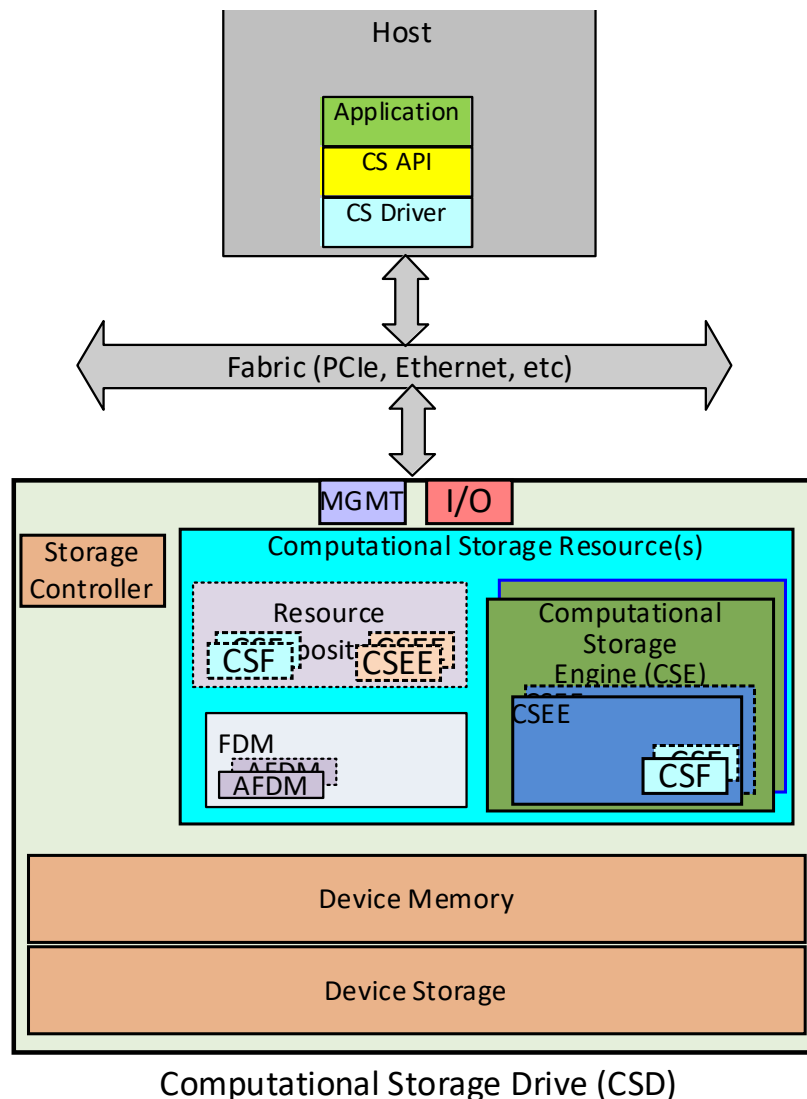 Host
Application
CS API
CS Driver
Fabric (PCIe, Ethernet, etc)
MGMT
I/O
Storage
Controller
Computational Storage Resource(s)
Resource
CSF
CSEE
Computational
Storage
Engine (CSE)
CSEE
CSF
FDM
AFDM
AFDM
Device Memory
Device Storage
Computational Storage Drive (CSD)